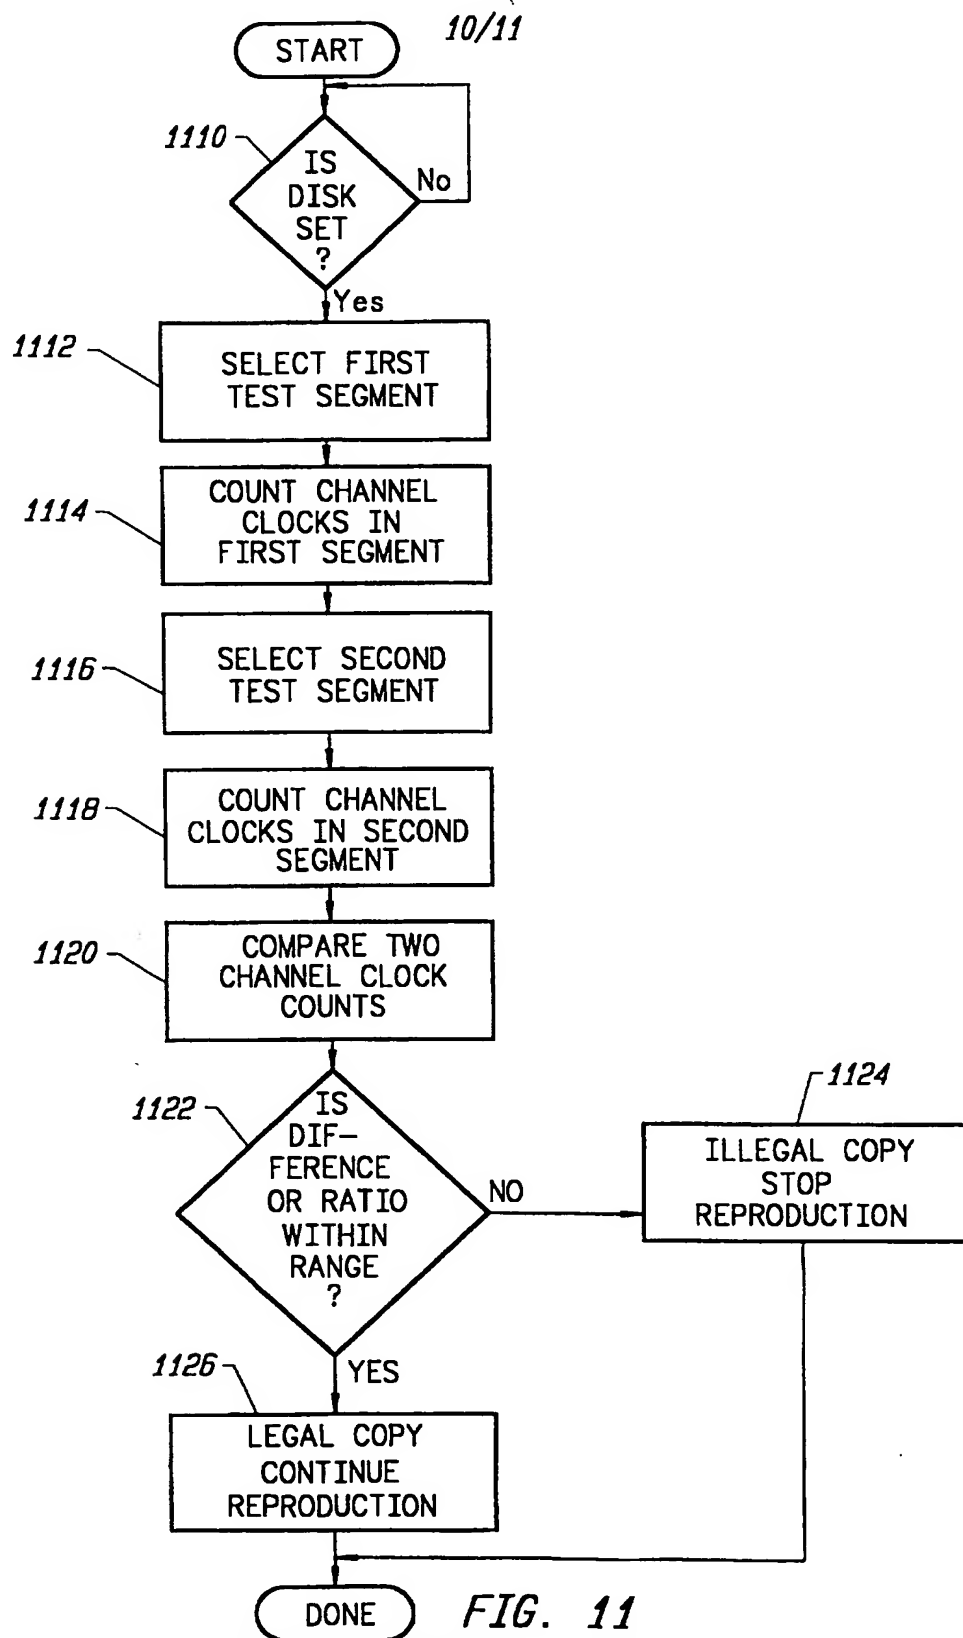 10/11
START
1110
IS
DISK
SET
?
No
Yes
1112
SELECT FIRST
TEST SEGMENT
1114
COUNT CHANNEL
CLOCKS IN
FIRST SEGMENT
1116
SELECT SECOND
TEST SEGMENT
1118
COUNT CHANNEL
CLOCKS IN SECOND
SEGMENT
1120
COMPARE TWO
CHANNEL CLOCK
COUNTS
1122
IS
DIF-
FERENCE
OR RATIO
WITHIN
RANGE
?
NO
1124
ILLEGAL COPY
STOP
REPRODUCTION
YES
1126
LEGAL COPY
CONTINUE
REPRODUCTION
DONE
FIG. 11